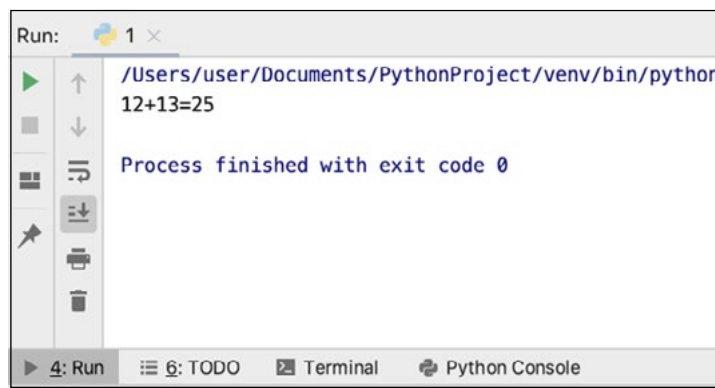 Run: 1
/Users/user/Documents/PythonProject/venv/bin/python
12+13=25
Process finished with exit code 0
4: Run 6: TODO Terminal Python Console